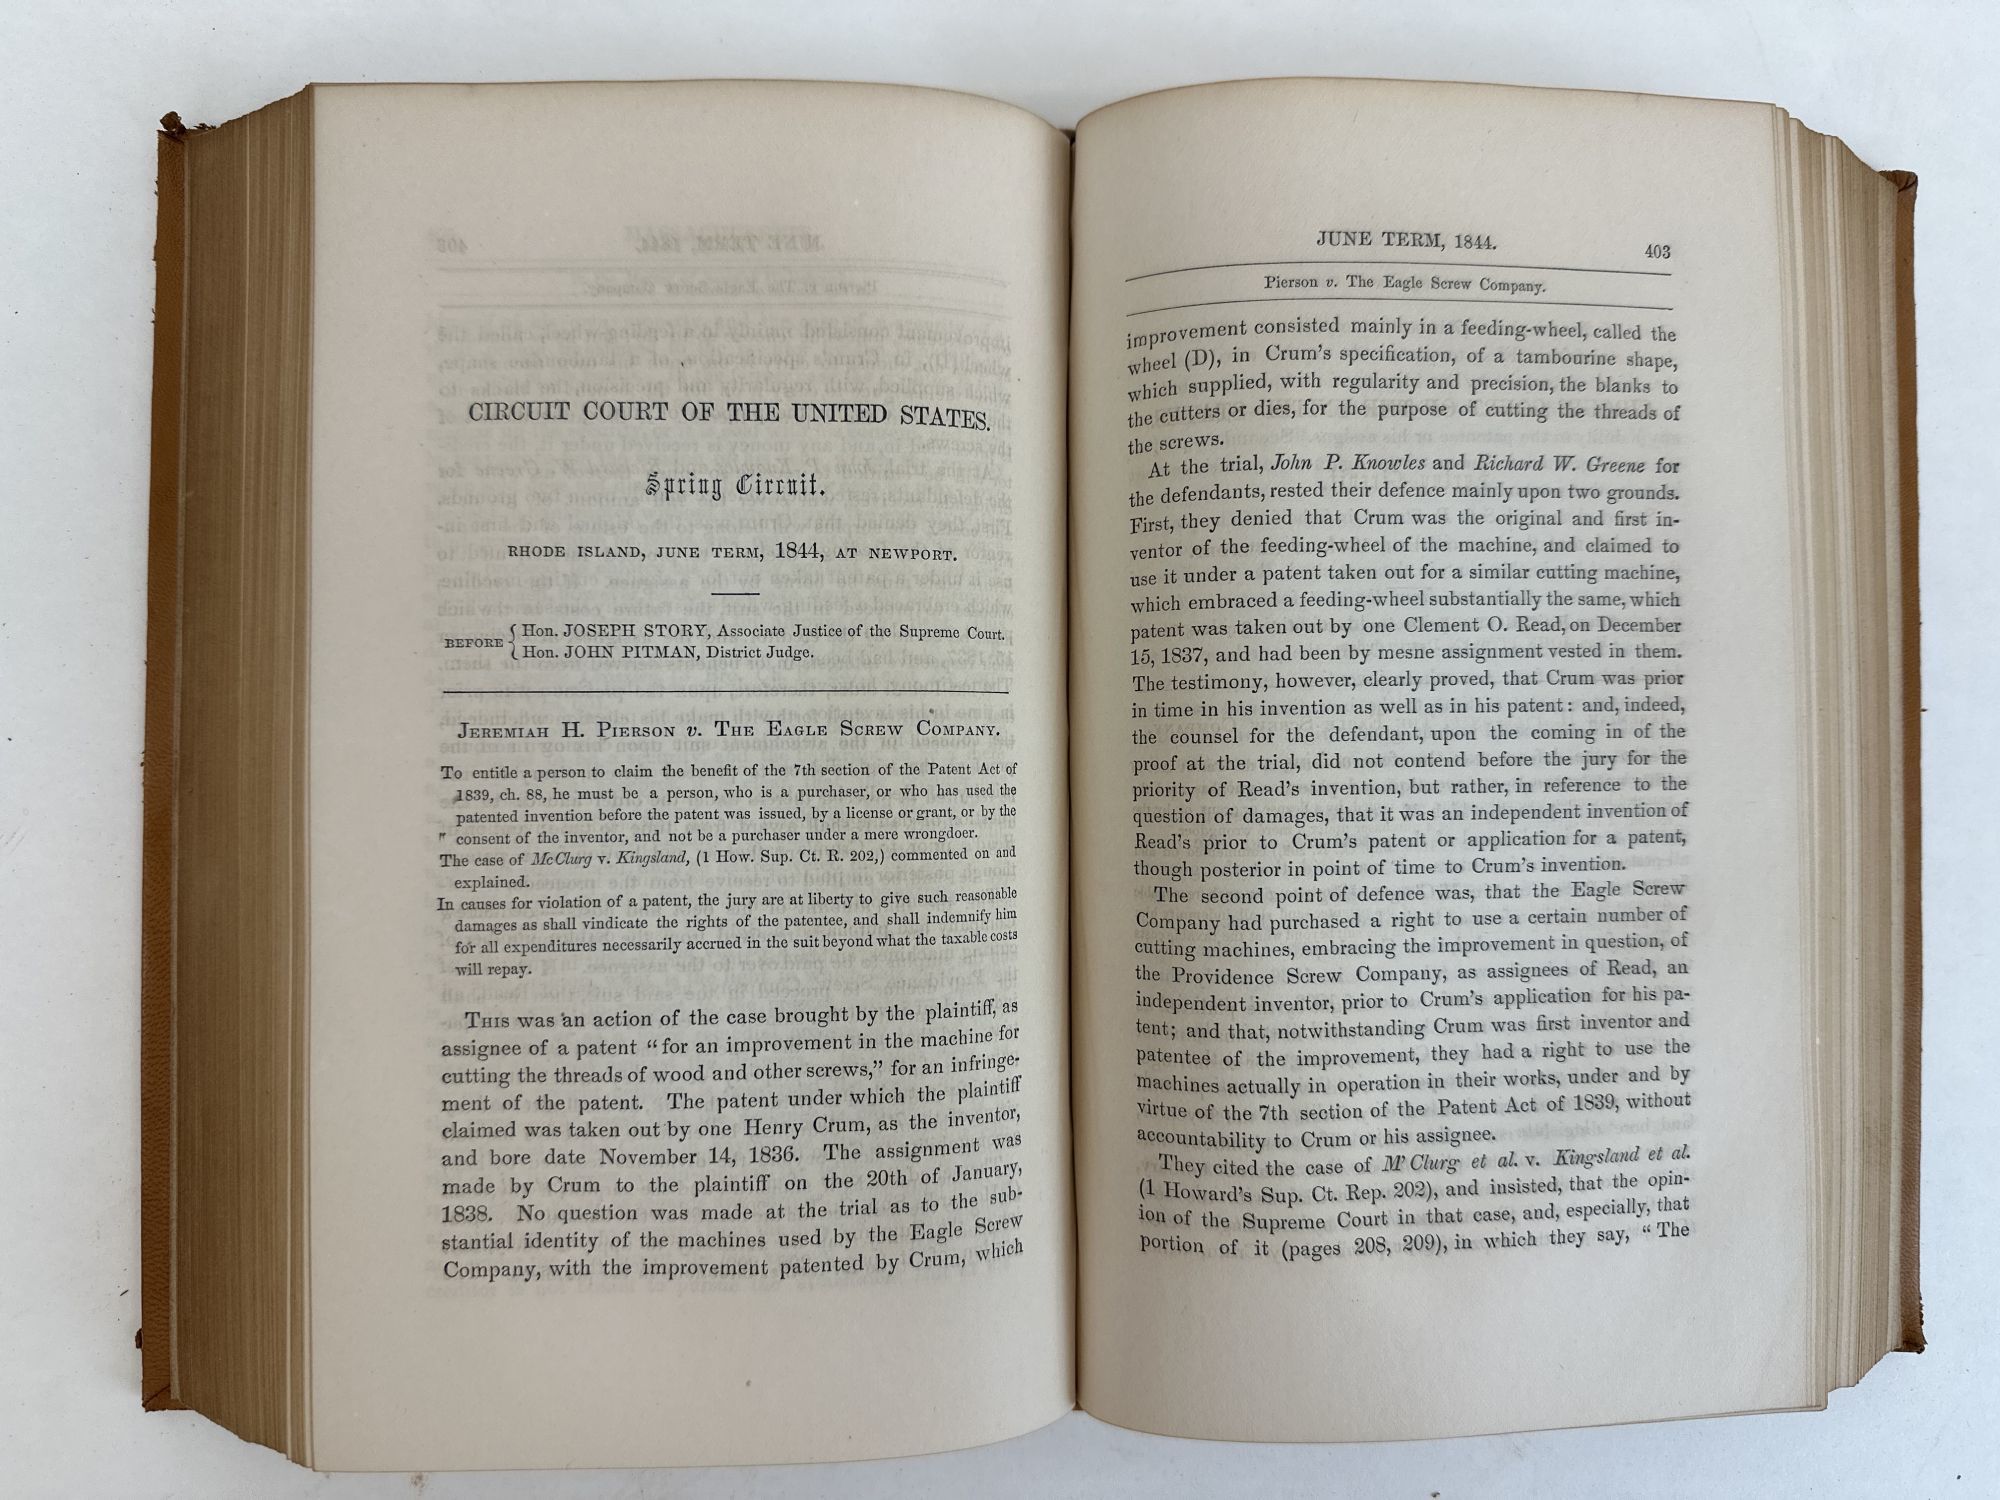 CIRCUIT COURT OF THE UNITED STATES.
Spring Circuit.
RHODE ISLAND, JUNE TERM, 1844, AT NEWPORT.
BEFORE { Hon. JOSEPH STORY, Associate Justice of the Supreme Court.
Hon. JOHN PITMAN, District Judge.
JEREMIAH H. PIERSON v. THE EAGLE SCREW COMPANY.
To entitle a person to claim the benefit of the 7th section of the Patent Act of
1839, ch. 88, he must be a person, who is a purchaser, or who has used the
patented invention before the patent was issued, by a license or grant, or by the
consent of the inventor, and not be a purchaser under a mere wrongdoer.
The case of McClurg v. Kingsland, (1 How. Sup. Ct. R. 202,) commented on and
explained.
In causes for violation of a patent, the jury are at liberty to give such reasonable
damages as shall vindicate the rights of the patentee, and shall indemnify him
for all expenditures necessarily accrued in the suit beyond what the taxable costs
will repay.
THIS was an action of the case brought by the plaintiff, as
assignee of a patent "for an improvement in the machine for
cutting the threads of wood and other screws," for an infringe-
ment of the patent. The patent under which the plaintiff
claimed was taken out by one Henry Crum, as the inventor,
and bore date November 14, 1836. The assignment was
made by Crum to the plaintiff on the 20th of January,
1838. No question was made at the trial as to the sub-
stantial identity of the machines used by the Eagle Screw
Company, with the improvement patented by Crum, which
JUNE TERM, 1844. 403
Pierson v. The Eagle Screw Company.
improvement consisted mainly in a feeding-wheel, called the
wheel (D), in Crum's specification, of a tambourine shape,
which supplied, with regularity and precision, the blanks to
the cutters or dies, for the purpose of cutting the threads of
the screws.
At the trial, John P. Knowles and Richard W. Greene for
the defendants, rested their defence mainly upon two grounds.
First, they denied that Crum was the original and first in-
ventor of the feeding-wheel of the machine, and claimed to
use it under a patent taken out for a similar cutting machine,
which embraced a feeding-wheel substantially the same, which
patent was taken out by one Clement O. Read, on December
15, 1837, and had been by mesne assignment vested in them.
The testimony, however, clearly proved, that Crum was prior
in time in his invention as well as in his patent: and, indeed,
the counsel for the defendant, upon the coming in of the
proof at the trial, did not contend before the jury for the
priority of Read's invention, but rather, in reference to the
question of damages, that it was an independent invention of
Read's prior to Crum's patent or application for a patent,
though posterior in point of time to Crum's invention.
The second point of defence was, that the Eagle Screw
Company had purchased a right to use a certain number of
cutting machines, embracing the improvement in question, of
the Providence Screw Company, as assignees of Read, an
independent inventor, prior to Crum's application for his pa-
tent; and that, notwithstanding Crum was first inventor and
patentee of the improvement, they had a right to use the
machines actually in operation in their works, under and by
virtue of the 7th section of the Patent Act of 1839, without
accountability to Crum or his assignee.
They cited the case of M'Clurg et al. v. Kingsland et al.
(1 Howard's Sup. Ct. Rep. 202), and insisted, that the opin-
ion of the Supreme Court in that case, and, especially, that
portion of it (pages 208, 209), in which they say, "The